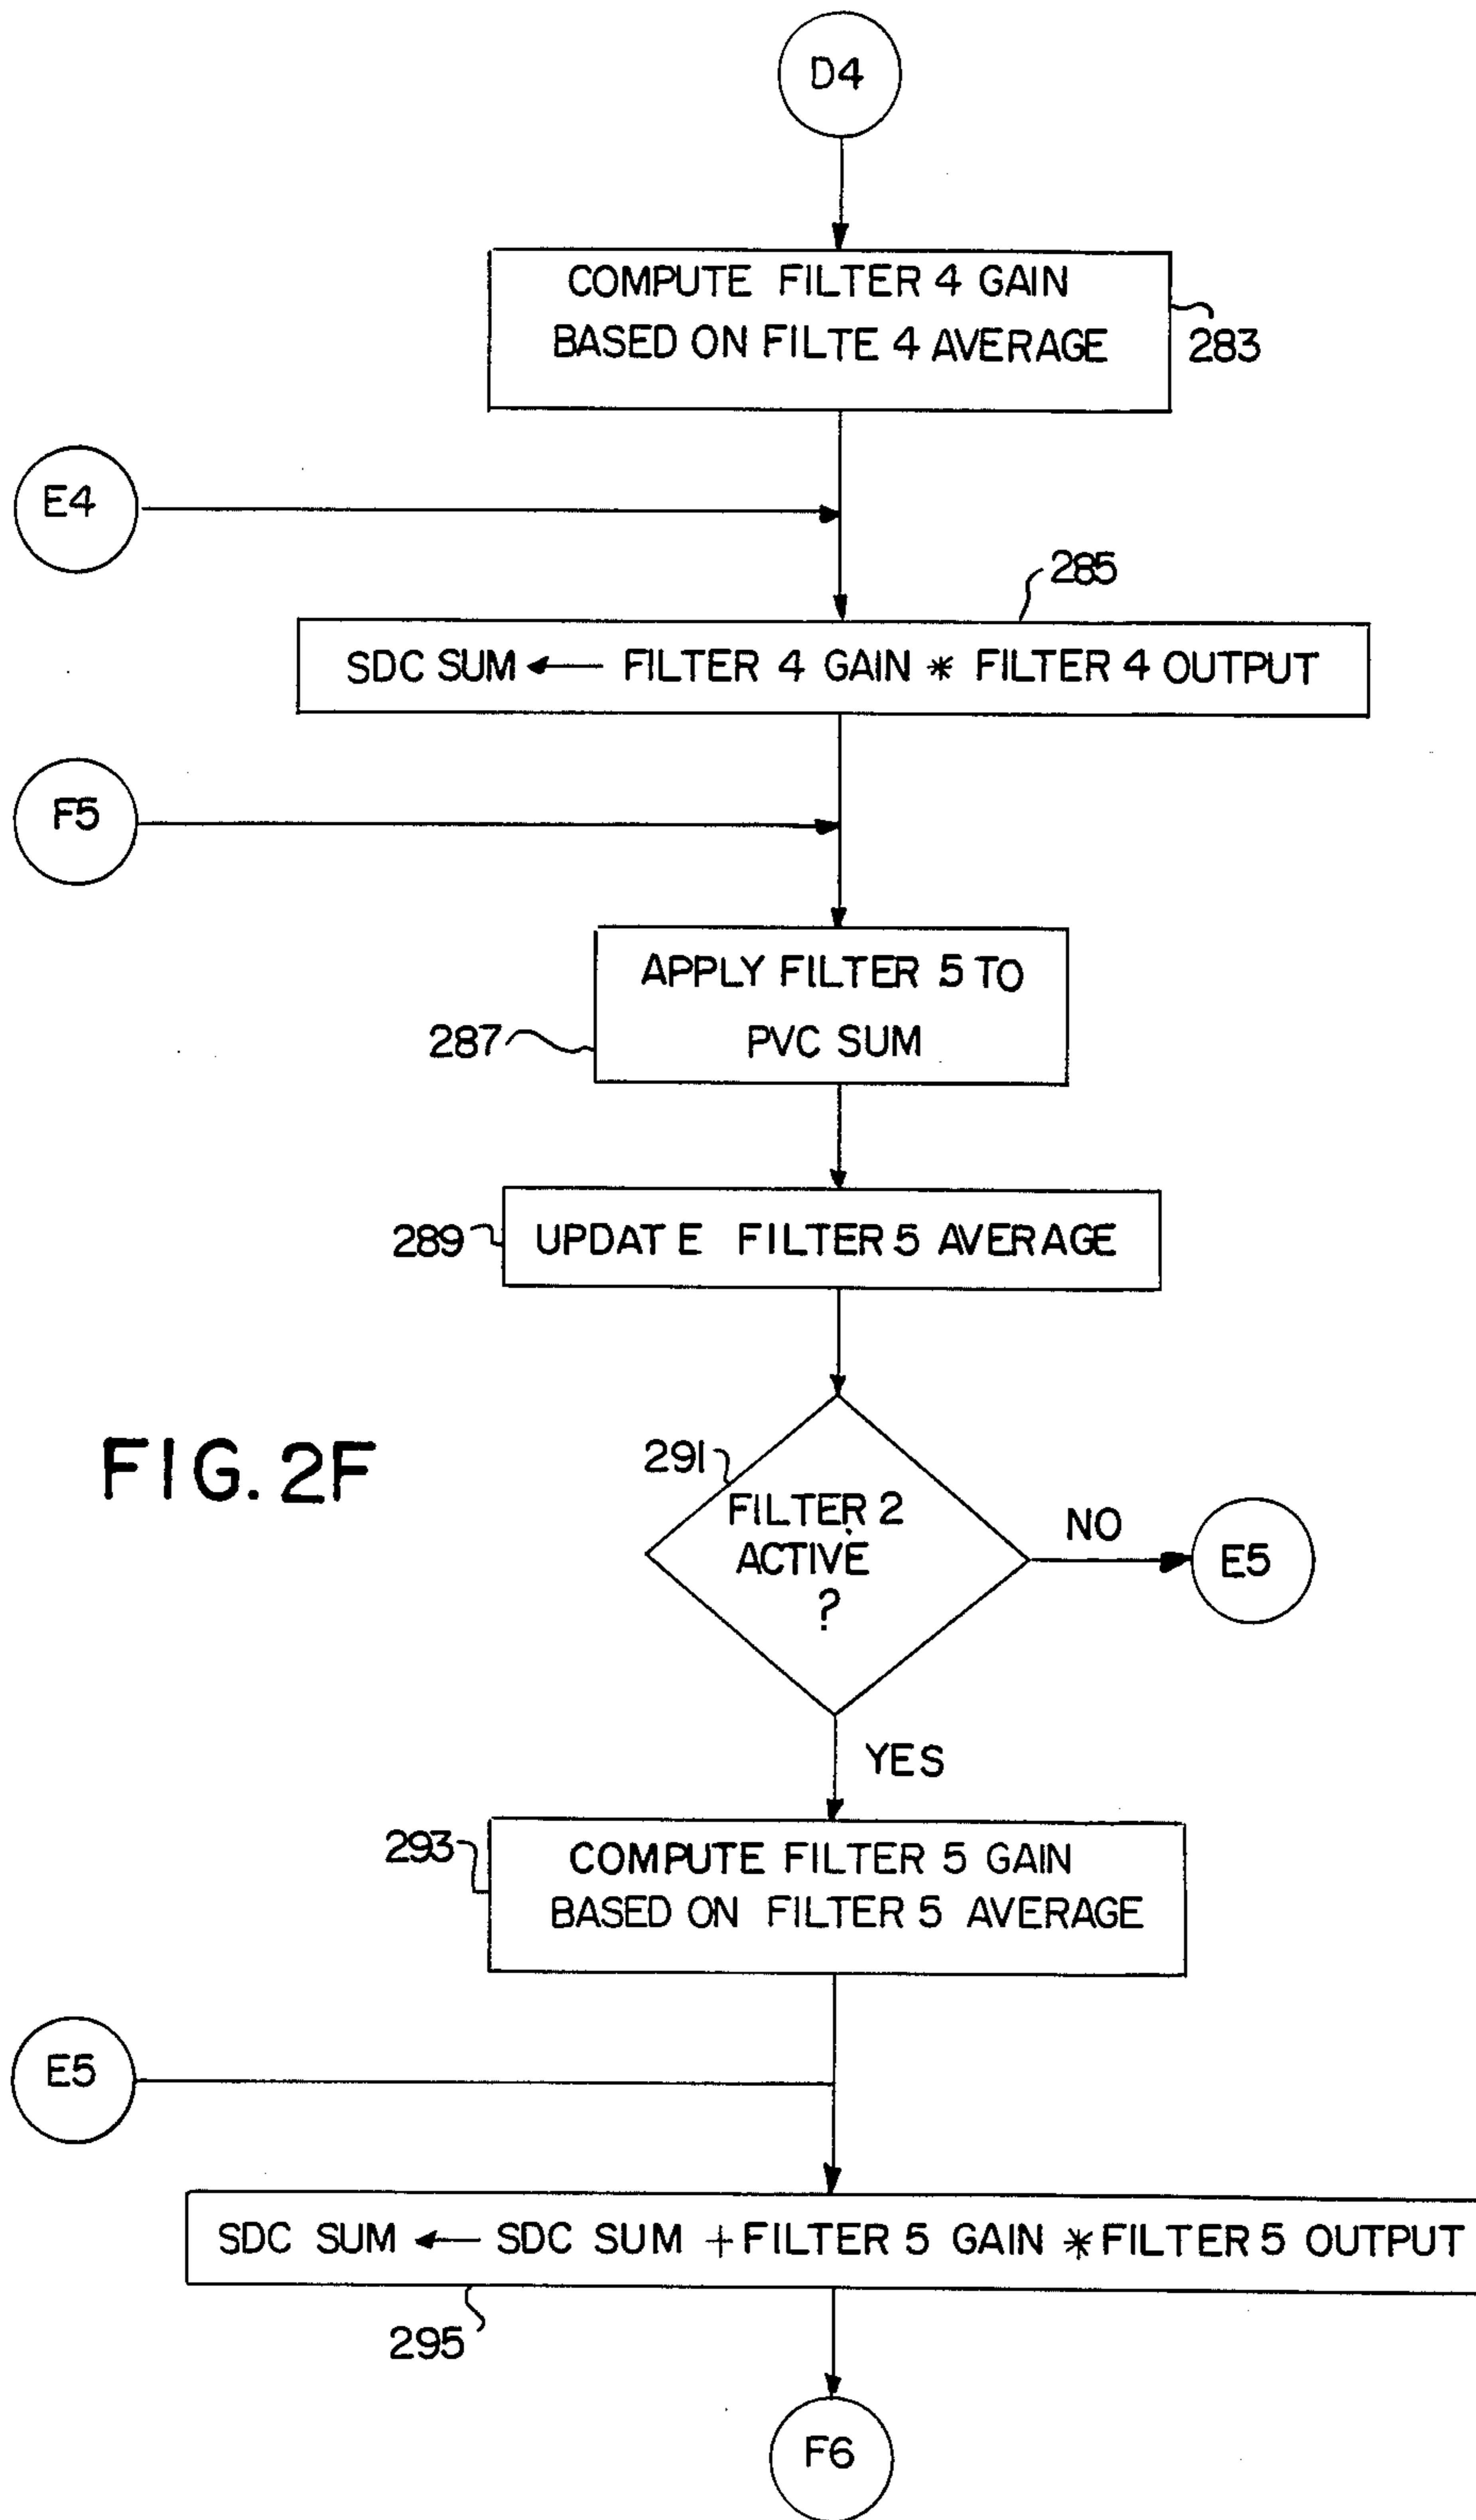 D4
COMPUTE FILTER 4 GAIN
BASED ON FILTE 4 AVERAGE
283
E4
285
SDC SUM ← FILTER 4 GAIN * FILTER 4 OUTPUT
F5
APPLY FILTER 5 TO
PVC SUM
287
289
UPDATE FILTER 5 AVERAGE
FIG. 2F
291
FILTER 2
ACTIVE
?
NO
E5
YES
293
COMPUTE FILTER 5 GAIN
BASED ON FILTER 5 AVERAGE
E5
SDC SUM ← SDC SUM + FILTER 5 GAIN * FILTER 5 OUTPUT
295
F6